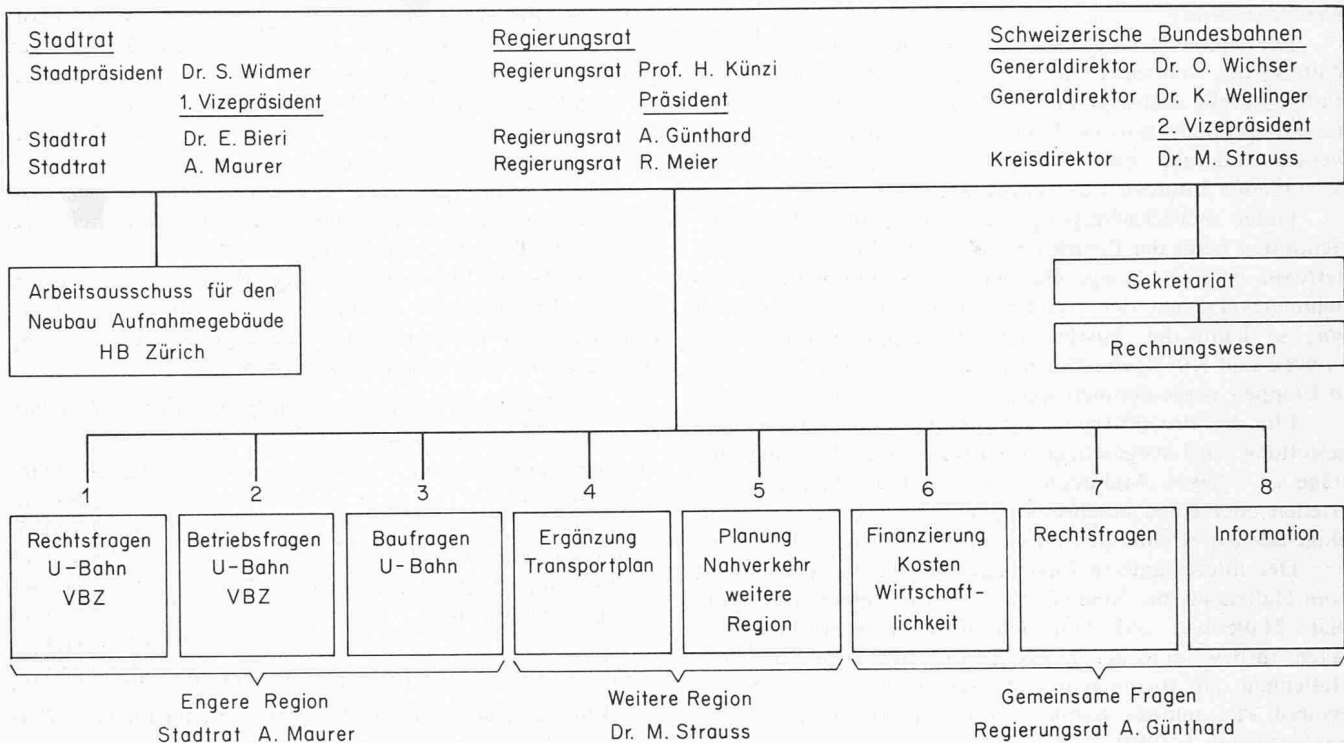 Stadtrat
Stadtpräsident Dr. S. Widmer
1. Vizepräsident
Stadtrat Dr. E. Bieri
Stadtrat A. Maurer
Regierungsrat
Regierungsrat Prof. H. Künzi
Präsident
Regierungsrat A. Günthard
Regierungsrat R. Meier
Schweizerische Bundesbahnen
Generaldirektor Dr. O. Wichser
Generaldirektor Dr. K. Wellinger
2. Vizepräsident
Kreisdirektor Dr. M. Strauss
Arbeitsausschuss für den
Neubau Aufnahmegebäude
HB Zürich
Sekretariat
Rechnungswesen
1
Rechtsfragen
U-Bahn
VBZ
2
Betriebsfragen
U-Bahn
VBZ
3
Baufragen
U-Bahn
4
Ergänzung
Transportplan
5
Planung
Nahverkehr
weitere
Region
6
Finanzierung
Kosten
Wirtschaft-
lichkeit
7
Rechtsfragen
8
Information
Engere Region
Stadtrat A. Maurer
Weitere Region
Dr. M. Strauss
Gemeinsame Fragen
Regierungsrat A. Günthard